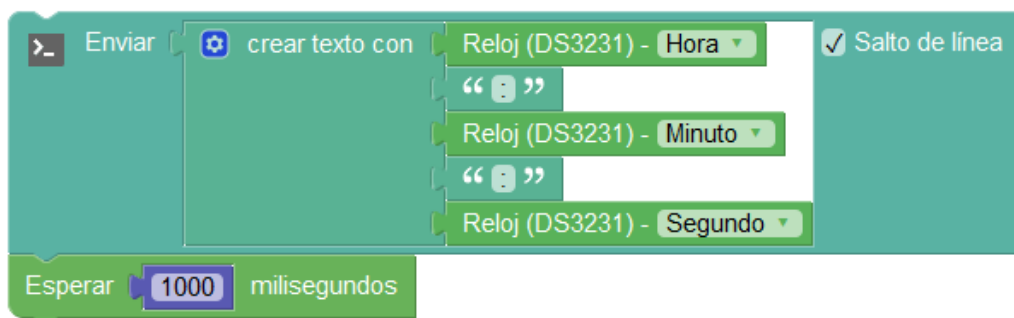 >_ Enviar crear texto con Reloj (DS3231) - Hora Salto de línea
“ : ”
Reloj (DS3231) - Minuto
“ : ”
Reloj (DS3231) - Segundo
Esperar 1000 milisegundos